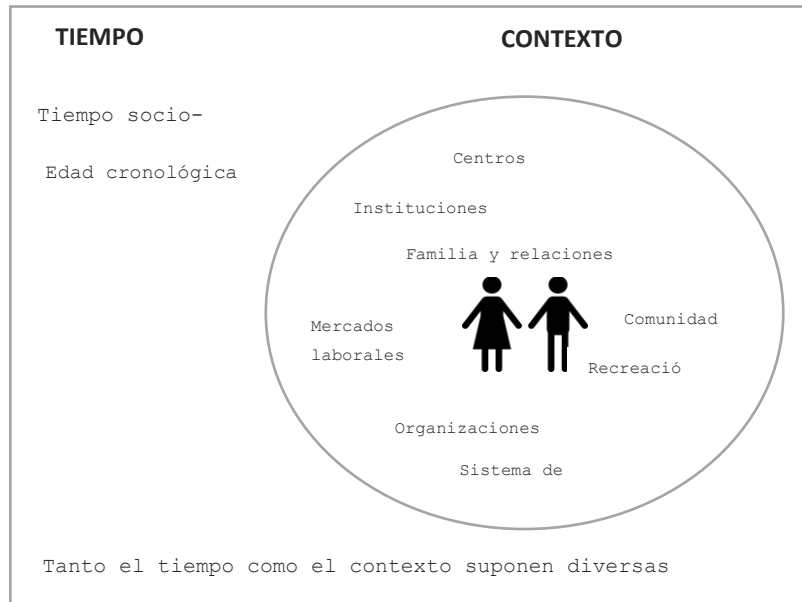 TIEMPO
CONTEXTO
Tiempo socio-
Edad cronológica
Centros
Instituciones
Familia y relaciones
Mercados
laborales
Comunidad
Recreació
Organizaciones
Sistema de
Tanto el tiempo como el contexto suponen diversas